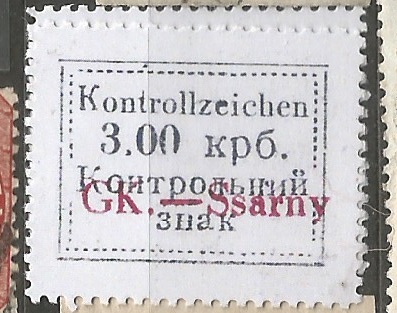 Kontrollzeichen
3.00 крб.
Контрольний
GK. — Ssarny
знак